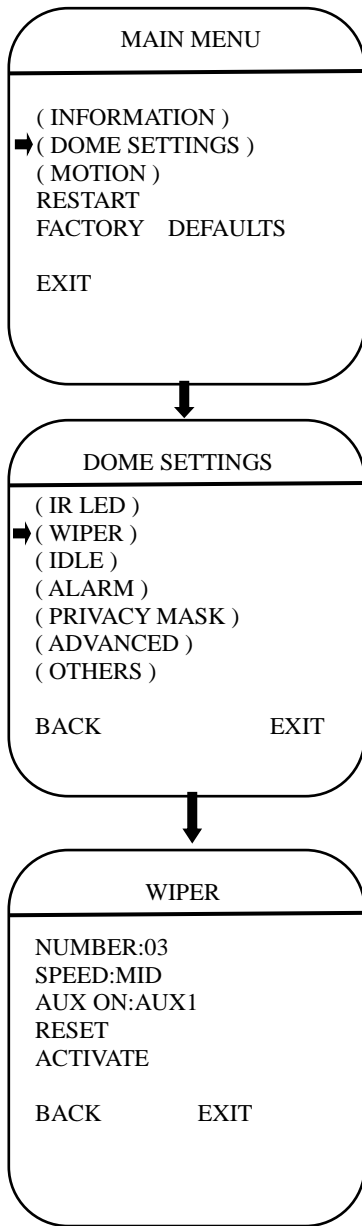 MAIN MENU
( INFORMATION )
( DOME SETTINGS )
( MOTION )
RESTART
FACTORY DEFAULTS
EXIT
DOME SETTINGS
( IR LED )
( WIPER )
( IDLE )
( ALARM )
( PRIVACY MASK )
( ADVANCED )
( OTHERS )
BACK EXIT
WIPER
NUMBER:03
SPEED:MID
AUX ON:AUX1
RESET
ACTIVATE
BACK EXIT